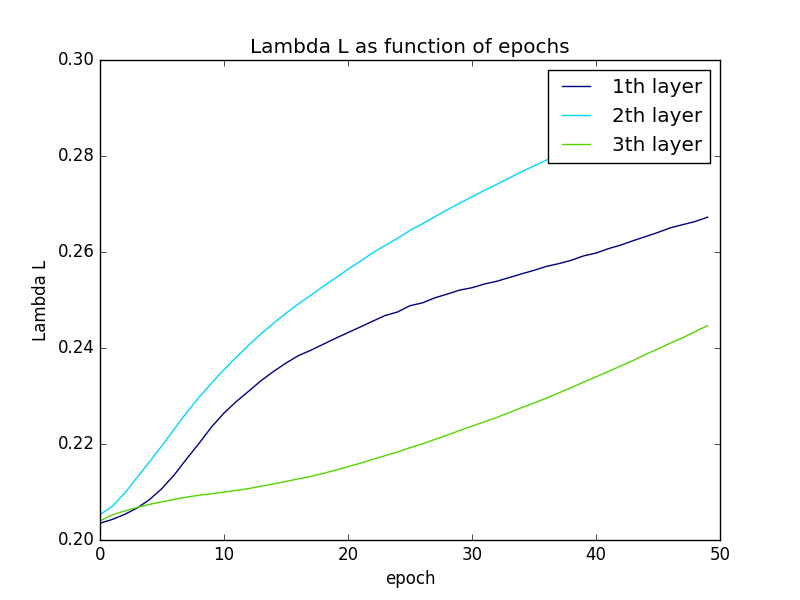 Lambda L as function of epochs
0.30
0.28
0.26
0.24
0.22
0.20
Lambda L
1th layer
2th layer
3th layer
0 10 20 30 40 50
epoch